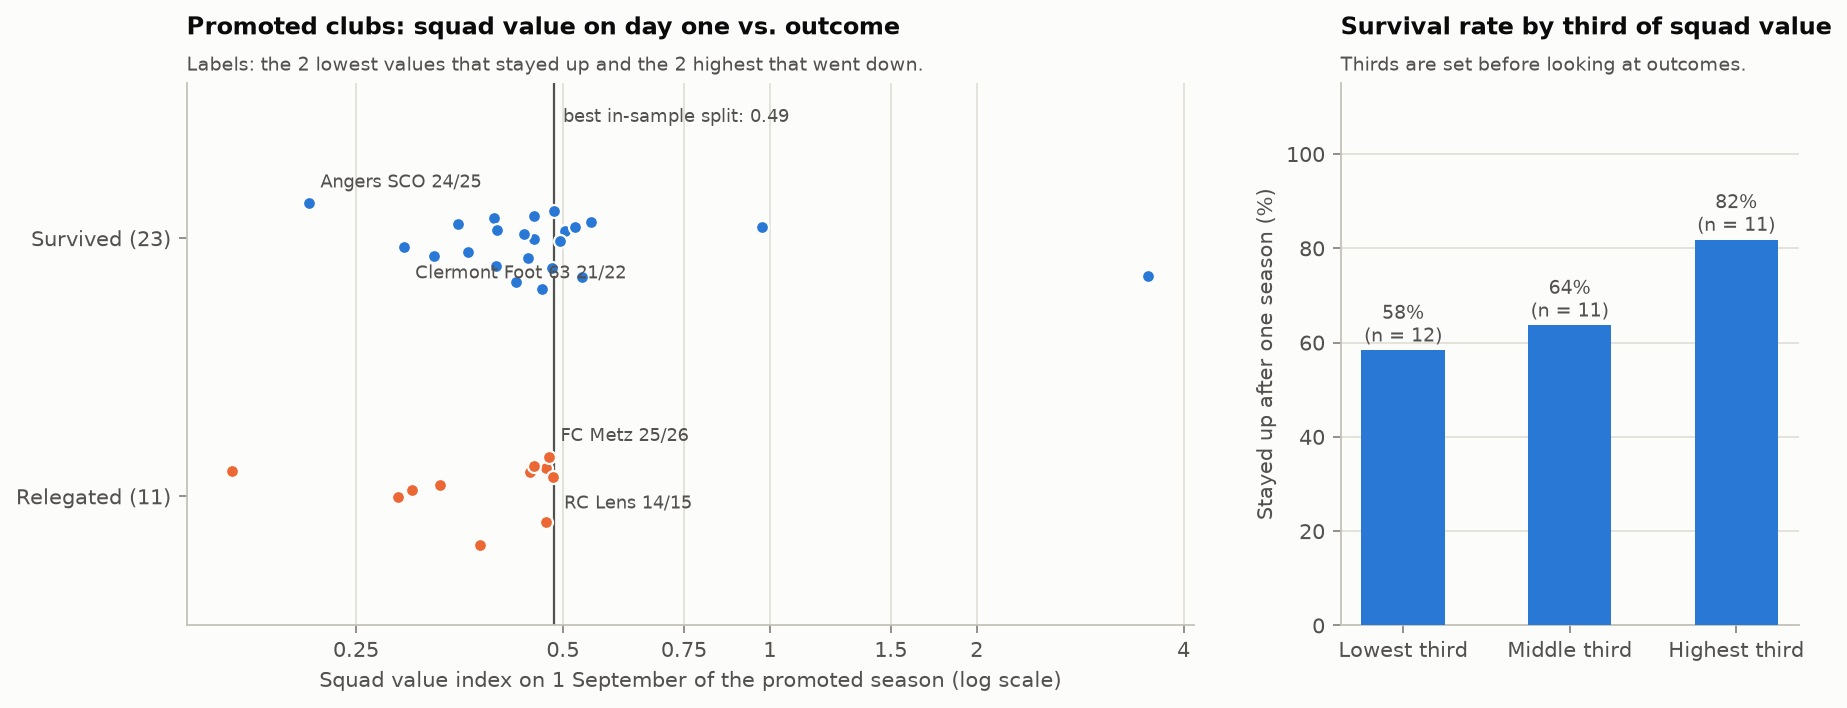 Promoted clubs: squad value on day one vs. outcome
Labels: the 2 lowest values that stayed up and the 2 highest that went down.
best in-sample split: 0.49
Angers SCO 24/25
Survived (23)
Clermont Foot 63 21/22
FC Metz 25/26
Relegated (11)
RC Lens 14/15
0.25 0.5 0.75 1 1.5 2 4
Squad value index on 1 September of the promoted season (log scale)
Survival rate by third of squad value
Thirds are set before looking at outcomes.
Stayed up after one season (%)
100
80
60
40
20
0
58%
(n = 12)
64%
(n = 11)
82%
(n = 11)
Lowest third Middle third Highest third